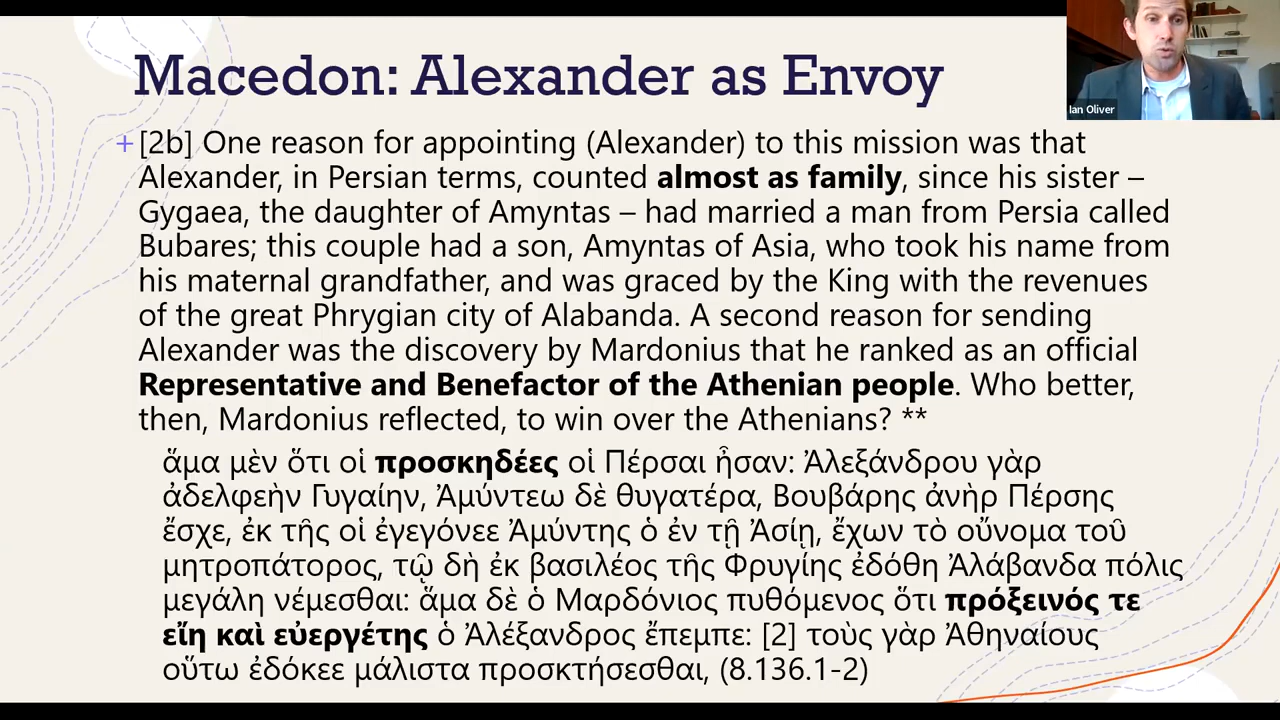 Macedon: Alexander as Envoy
Ian Oliver
+ [2b] One reason for appointing (Alexander) to this mission was that
Alexander, in Persian terms, counted almost as family, since his sister –
Gygaea, the daughter of Amyntas – had married a man from Persia called
Bubares; this couple had a son, Amyntas of Asia, who took his name from
his maternal grandfather, and was graced by the King with the revenues
of the great Phrygian city of Alabanda. A second reason for sending
Alexander was the discovery by Mardonius that he ranked as an official
Representative and Benefactor of the Athenian people. Who better,
then, Mardonius reflected, to win over the Athenians? **
ἅμα μὲν ὅτι οἱ προσκηδέες οἱ Πέρσαι ἦσαν: Ἀλεξάνδρου γὰρ
ἀδελφεὴν Γυγαίην, Ἀμύντεω δὲ θυγατέρα, Βουβάρης ἀνὴρ Πέρσης
ἔσχε, ἐκ τῆς οἱ ἐγεγόνεε Ἀμύντης ὁ ἐν τῇ Ἀσίῃ, ἔχων τὸ οὔνομα τοῦ
μητροπάτορος, τῷ δὴ ἐκ βασιλέος τῆς Φρυγίης ἐδόθη Ἀλάβανδα πόλις
μεγάλη νέμεσθαι: ἅμα δὲ ὁ Μαρδόνιος πυθόμενος ὅτι πρόξεινός τε
εἴη καὶ εὐεργέτης ὁ Ἀλέξανδρος ἔπεμπε: [2] τοὺς γὰρ Ἀθηναίους
οὕτω ἐδόκεε μάλιστα προσκτήσεσθαι, (8.136.1-2)